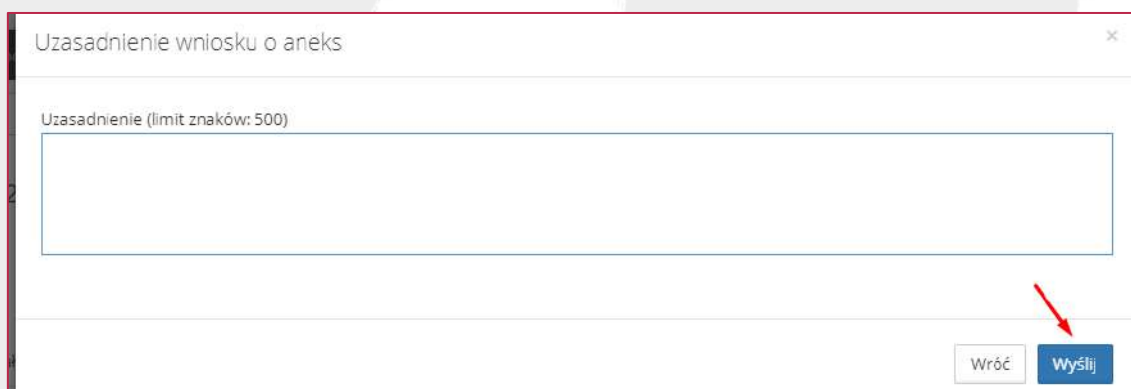 Uzasadnienie wniosku o aneks
×
Uzasadnienie (limit znaków: 500)
Wróć
Wyślij